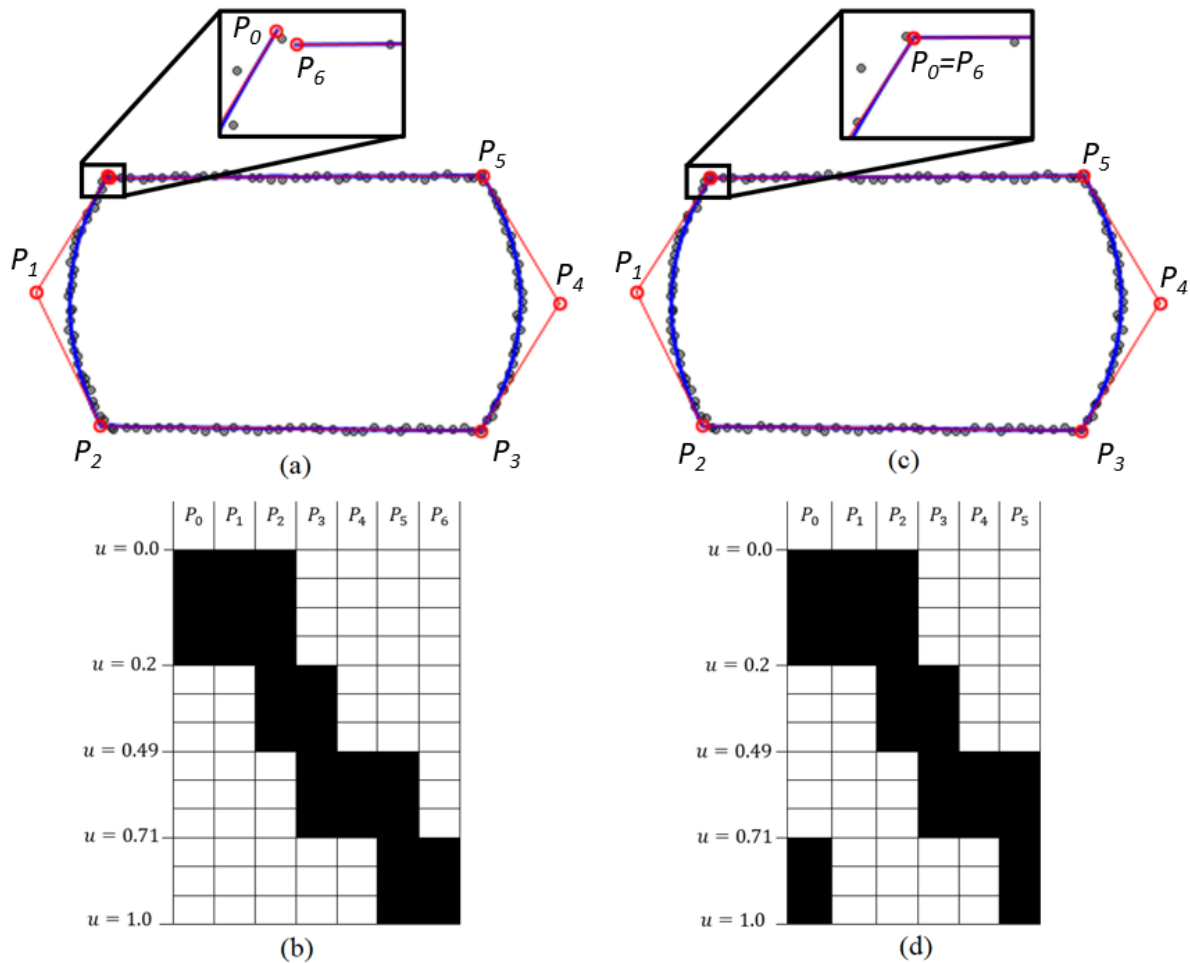 P0
P6
P5
P1
P4
P2
P3
(a)
P0=P6
P5
P1
P4
P2
P3
(c)
P0 P1 P2 P3 P4 P5 P6
u = 0.0
u = 0.2
u = 0.49
u = 0.71
u = 1.0
(b)
P0 P1 P2 P3 P4 P5
u = 0.0
u = 0.2
u = 0.49
u = 0.71
u = 1.0
(d)